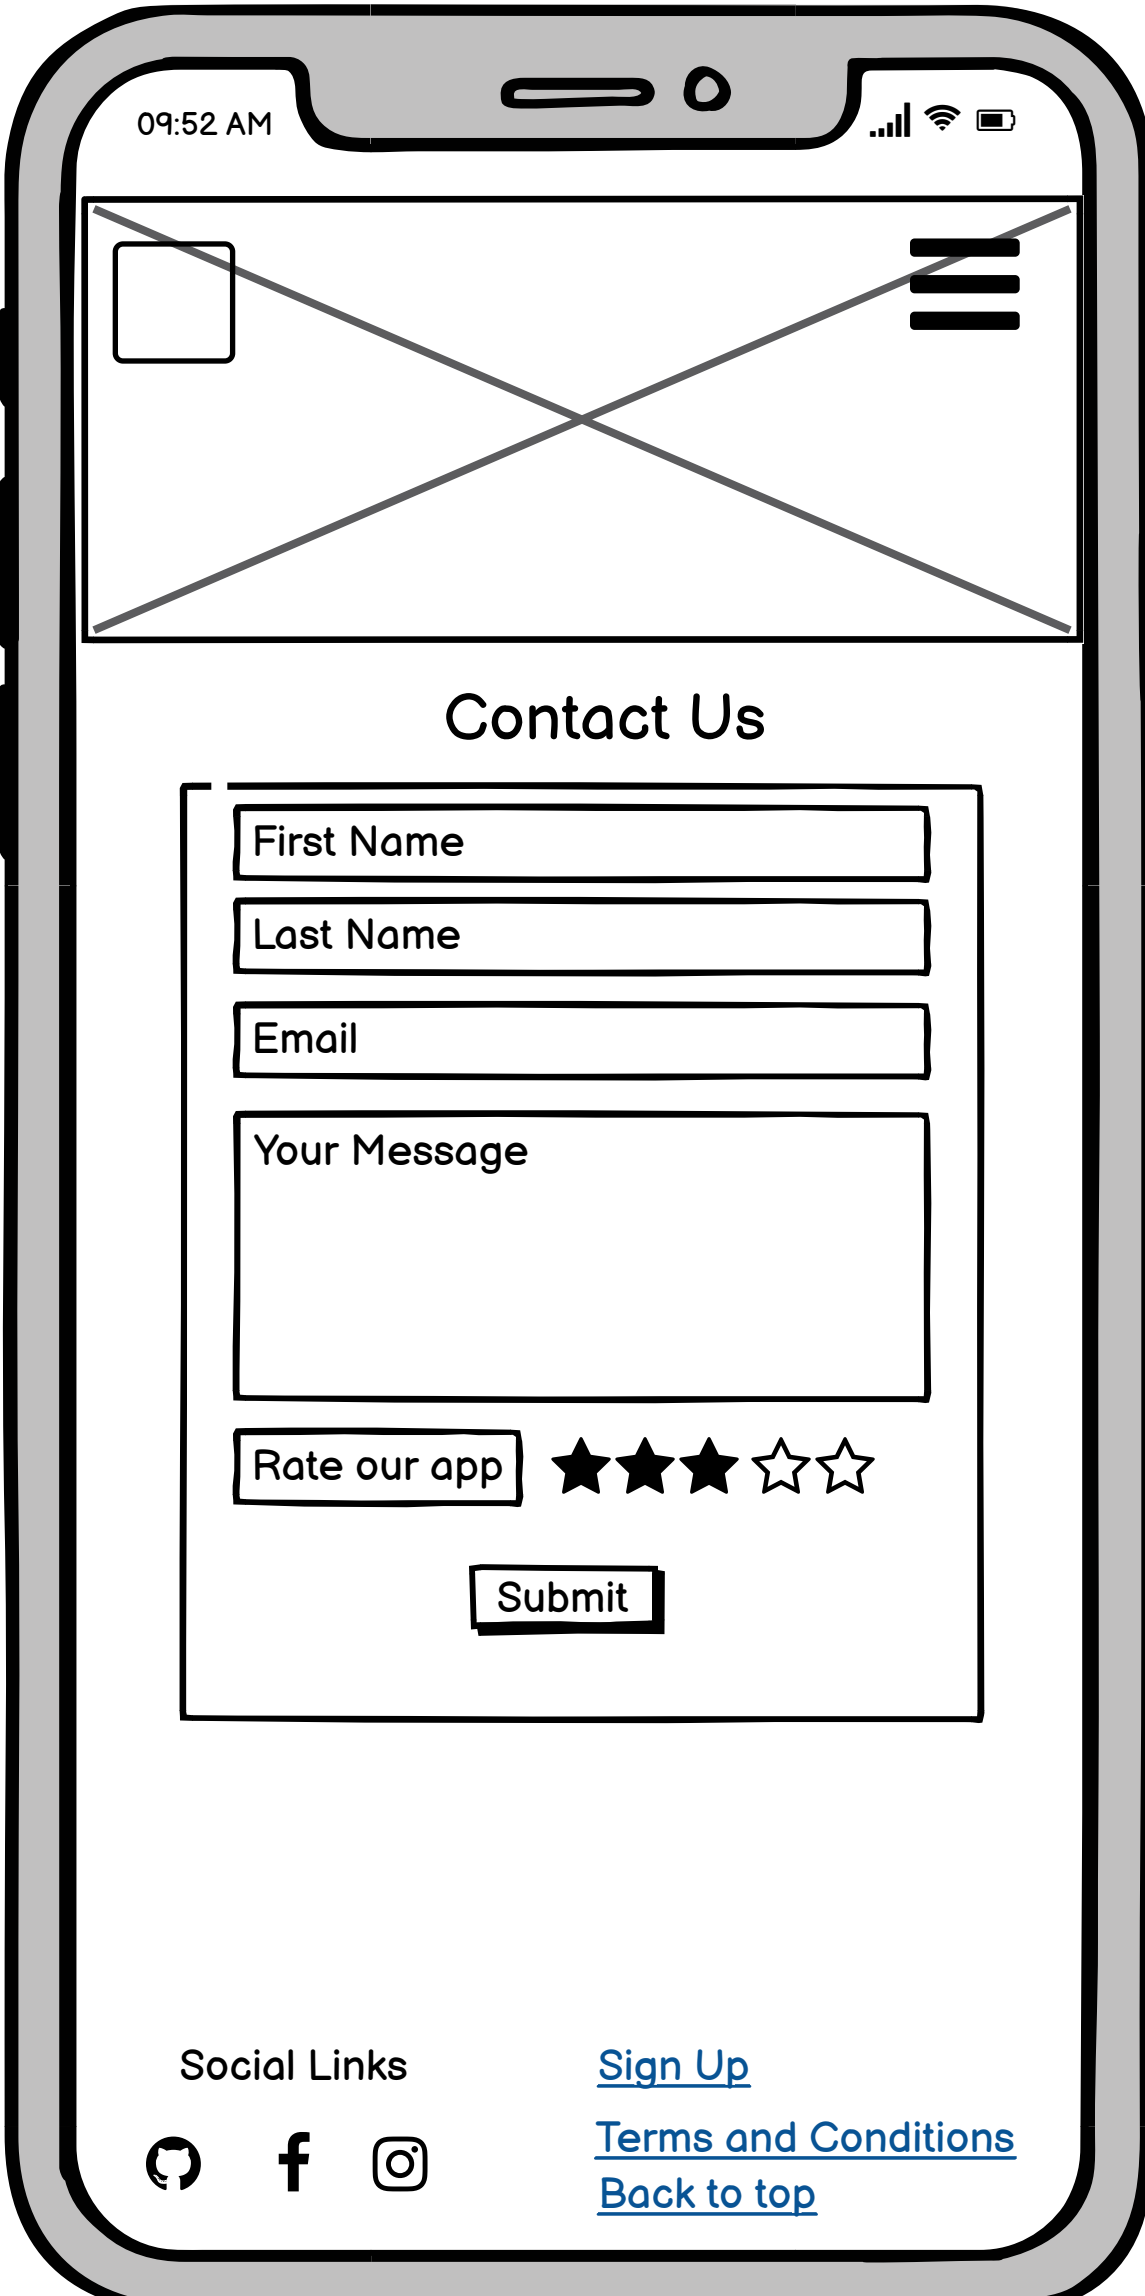 09:52 AM
Contact Us
First Name
Last Name
Email
Your Message
Rate our app
Submit
Social Links
Sign Up
Terms and Conditions
Back to top